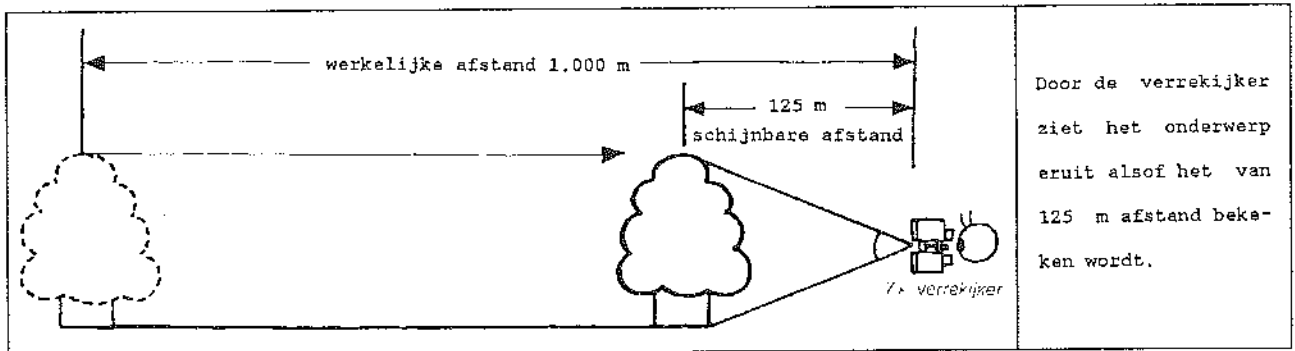 werkelijke afstand 1.000 m
125 m
schijnbare afstand
7x verrekijker
Door de verrekijker
ziet het onderwerp
eruit alsof het van
125 m afstand beke-
ken wordt.